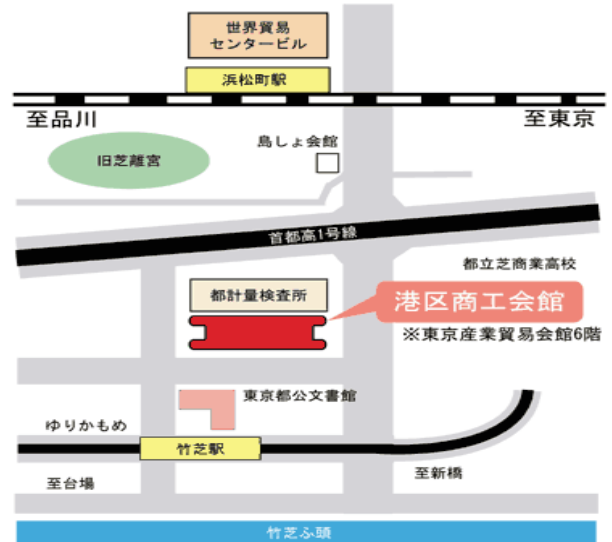 世界貿易
センタービル
浜松町駅
至品川
至東京
島しょ会館
旧芝離宮
首都高1号線
都立芝商業高校
都計量検査所
港区商工会館
※東京産業貿易会館6階
東京都公文書館
ゆりかもめ
竹芝駅
至新橋
至台場
竹芝ふ頭